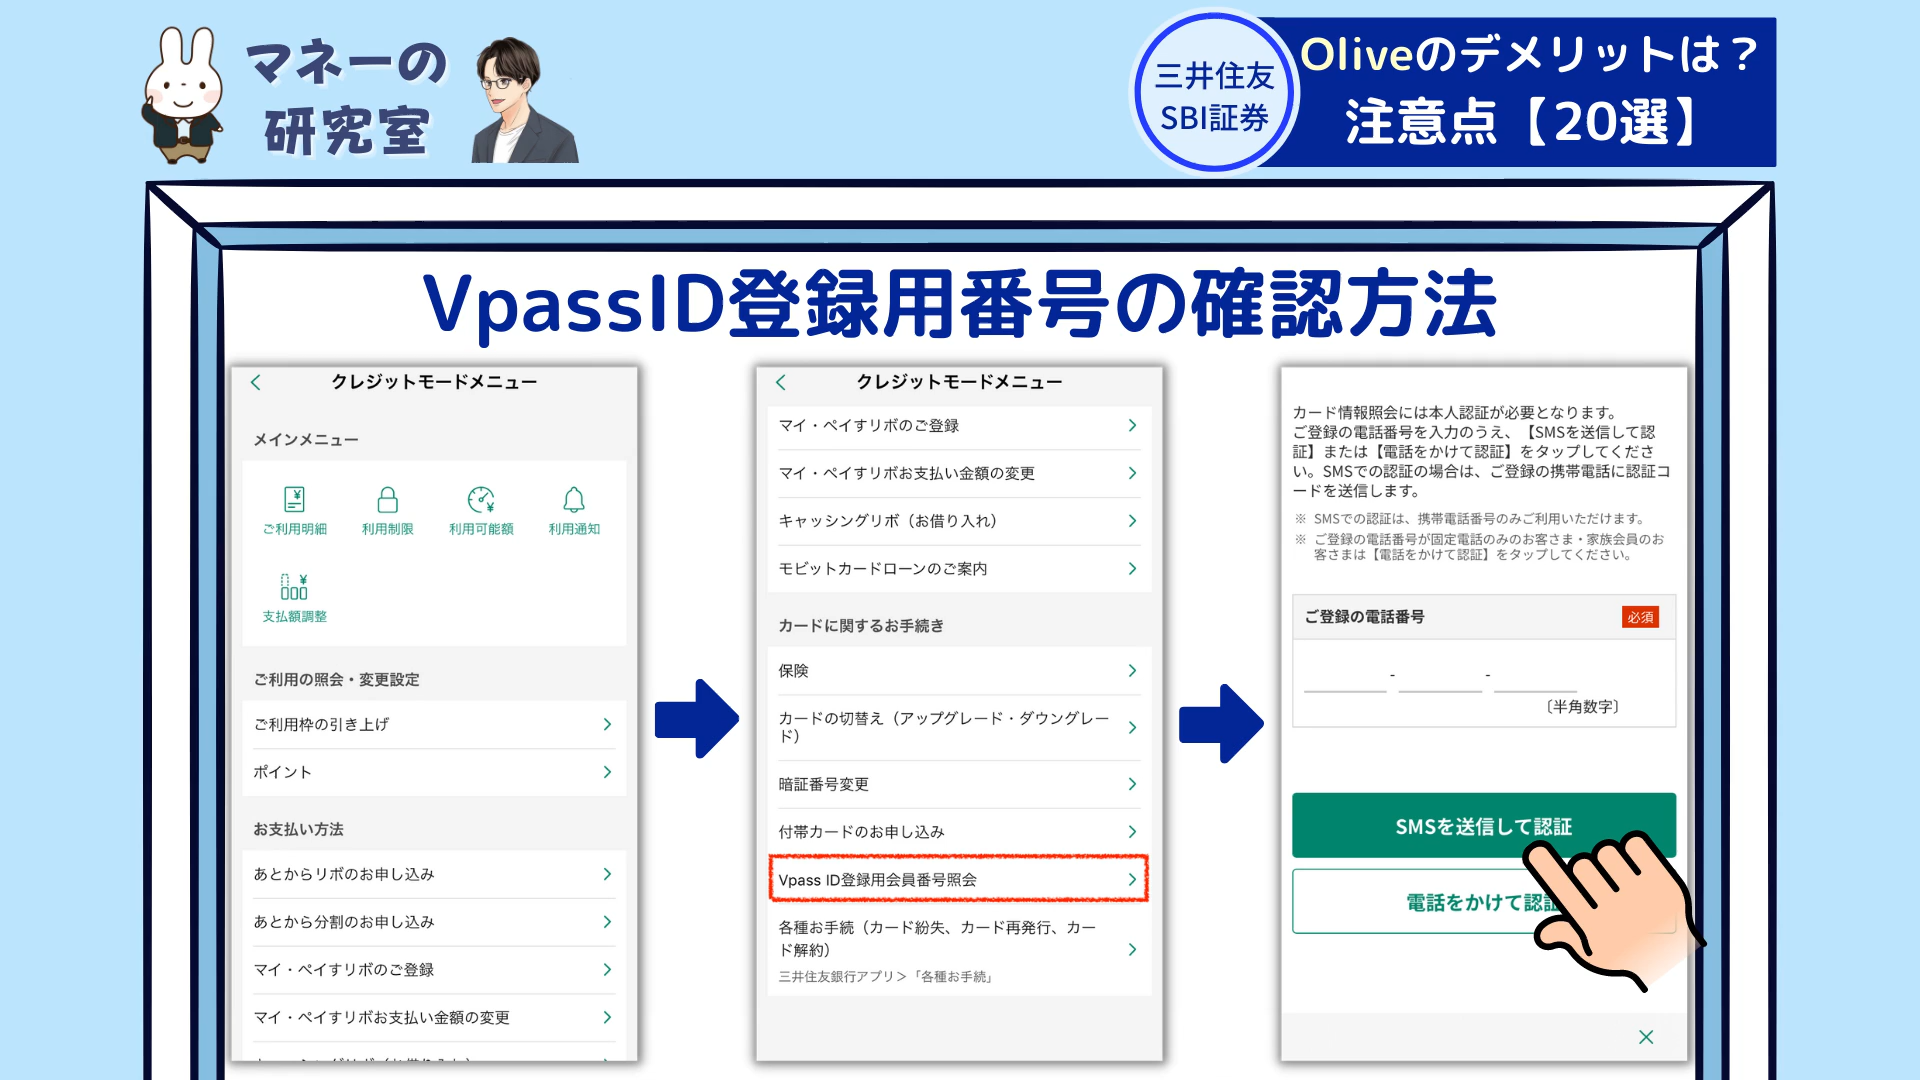 マネーの
研究室
三井住友
SBI証券
Oliveのデメリットは？
注意点【20選】
VpassID登録用番号の確認方法
クレジットモードメニュー
メインメニュー
ご利用明細
利用制限
利用可能額
利用通知
支払額調整
ご利用の照会・変更設定
ご利用枠の引き上げ
ポイント
お支払い方法
あとからリボのお申し込み
あとから分割のお申し込み
マイ・ペイすリボのご登録
マイ・ペイすリボお支払い金額の変更
クレジットモードメニュー
マイ・ペイすリボのご登録
マイ・ペイすリボお支払い金額の変更
キャッシングリボ（お借り入れ）
モビットカードローンのご案内
カードに関するお手続き
保険
カードの切替え（アップグレード・ダウングレー
ド）
暗証番号変更
付帯カードのお申し込み
Vpass ID登録用会員番号照会
各種お手続（カード紛失、カード再発行、カー
ド解約）
三井住友銀行アプリ＞「各種お手続」
カード情報照会には本人認証が必要となります。
ご登録の電話番号を入力のうえ、【SMSを送信して認
証】または【電話をかけて認証】をタップしてくださ
い。SMSでの認証の場合は、ご登録の携帯電話に認証コ
ードを送信します。
※ SMSでの認証は、携帯電話番号のみご利用いただけます。
※ ご登録の電話番号が固定電話のみのお客さま・家族会員のお
客さまは【電話をかけて認証】をタップしてください。
ご登録の電話番号
必須
- -
〔半角数字〕
SMSを送信して認証
電話をかけて認証